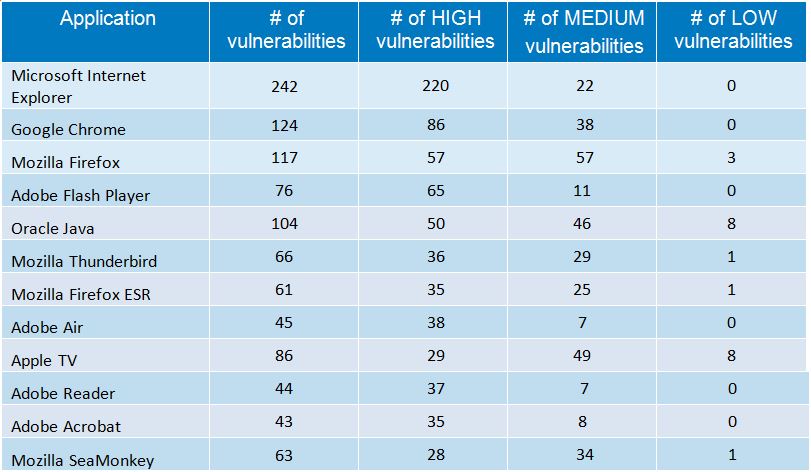 Application # of vulnerabilities # of HIGH vulnerabilities # of MEDIUM vulnerabilities # of LOW vulnerabilities
Microsoft Internet Explorer 242 220 22 0
Google Chrome 124 86 38 0
Mozilla Firefox 117 57 57 3
Adobe Flash Player 76 65 11 0
Oracle Java 104 50 46 8
Mozilla Thunderbird 66 36 29 1
Mozilla Firefox ESR 61 35 25 1
Adobe Air 45 38 7 0
Apple TV 86 29 49 8
Adobe Reader 44 37 7 0
Adobe Acrobat 43 35 8 0
Mozilla SeaMonkey 63 28 34 1